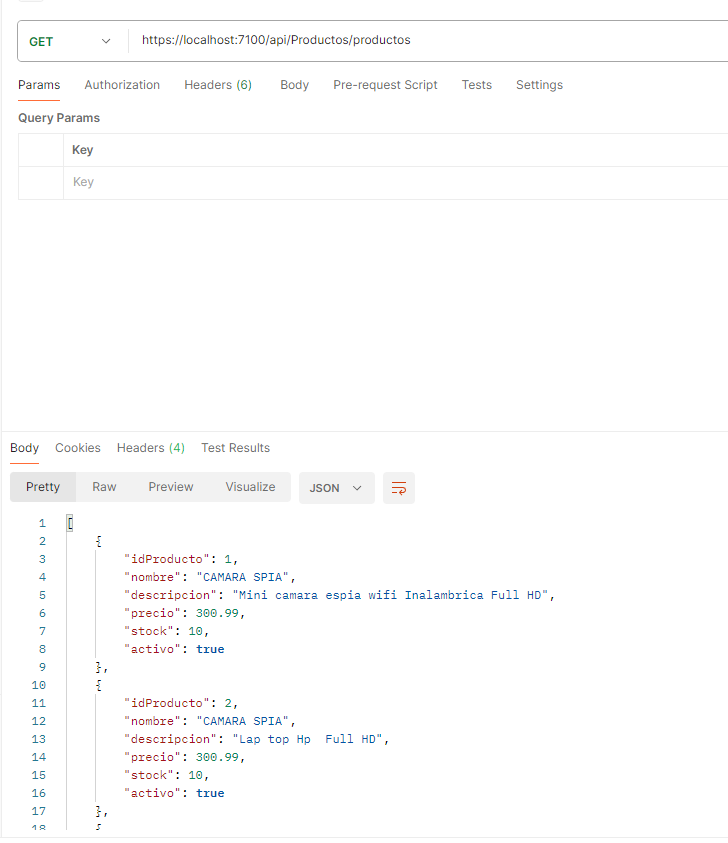 GET https://localhost:7100/api/Productos/productos
Params Authorization Headers (6) Body Pre-request Script Tests Settings
Query Params
Key
Key
Body Cookies Headers (4) Test Results
Pretty Raw Preview Visualize JSON
1 [
2 {
3 "idProducto": 1,
4 "nombre": "CAMARA SPIA",
5 "descripcion": "Mini camara espia wifi Inalambrica Full HD",
6 "precio": 300.99,
7 "stock": 10,
8 "activo": true
9 },
10 {
11 "idProducto": 2,
12 "nombre": "CAMARA SPIA",
13 "descripcion": "Lap top Hp  Full HD",
14 "precio": 300.99,
15 "stock": 10,
16 "activo": true
17 },
18 {